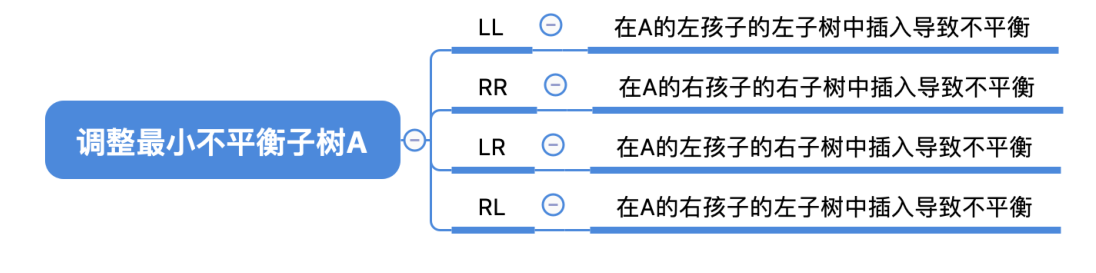 调整最小不平衡子树A
LL
在A的左孩子的左子树中插入导致不平衡
RR
在A的右孩子的右子树中插入导致不平衡
LR
在A的左孩子的右子树中插入导致不平衡
RL
在A的右孩子的左子树中插入导致不平衡